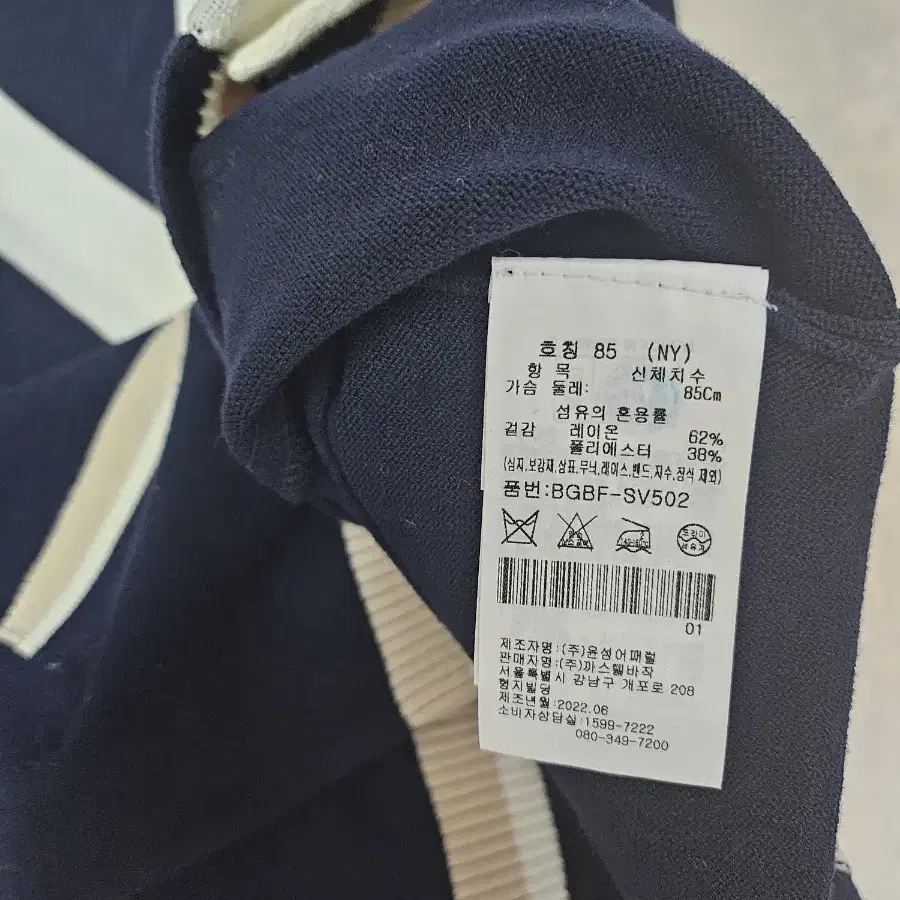 호칭 85 (NY)
항 목 신체치수
가슴 둘레: 85Cm
섬유의 혼용률
겉감 레이온 62%
폴리에스터 38%
(심지,보강재,상표,무늬,레이스,밴드,자수,장식 제외)
품번:BGBF-SV502
01
제조자명:(주)윤성어패럴
판매자명:(주)까스텔바작
서울특별시 강남구 개포로 208
형지빌딩
제조년월:2022.06
소비자상담실:1599-7222
080-349-7200